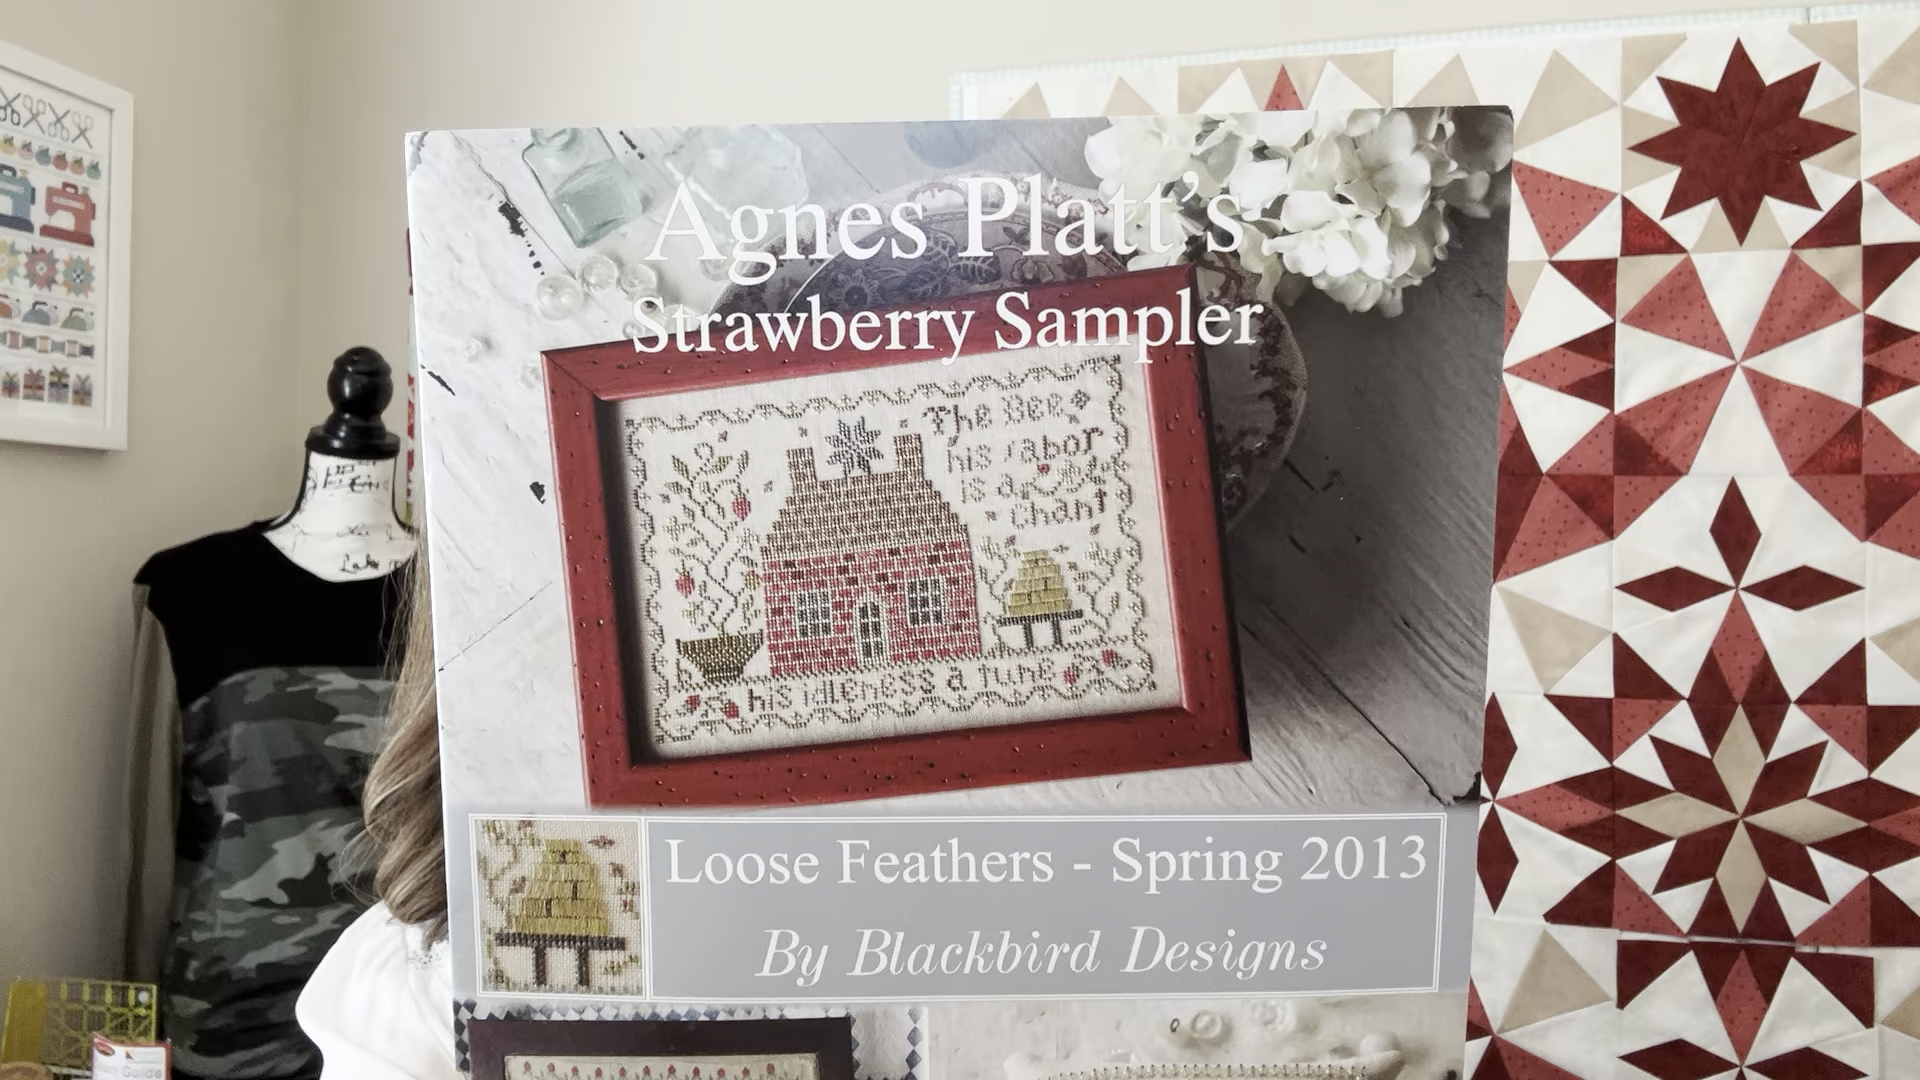 Agnes Platt's
Strawberry Sampler
The Bee,
his labor
is a
chant
his idleness a tune
Loose Feathers - Spring 2013
By Blackbird Designs
Guide